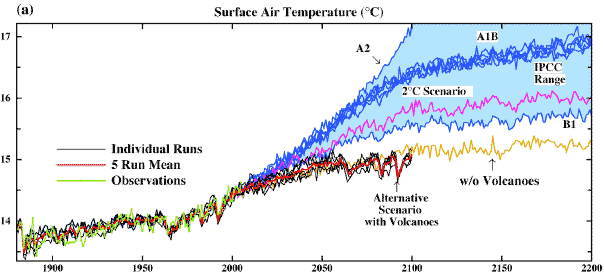 (a)
Surface Air Temperature (°C)
17
A2
A1B
IPCC
Range
2°C Scenario
16
B1
Individual Runs
5 Run Mean
Observations
15
w/o Volcanoes
Alternative
Scenario
with Volcanoes
14
1900
1950
2000
2050
2100
2150
2200